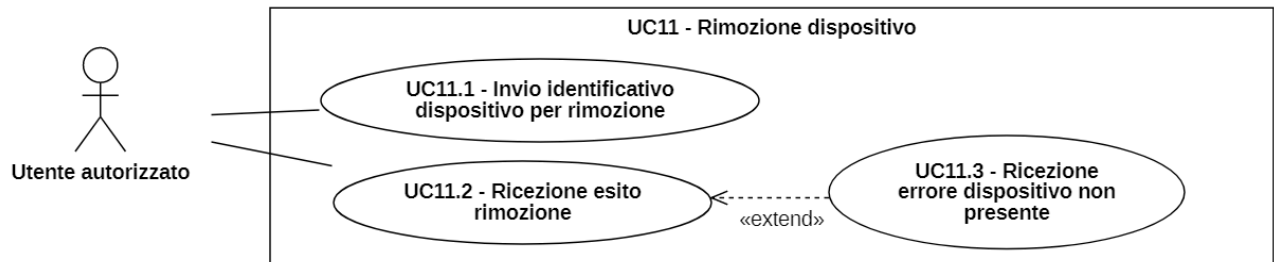 UC11 - Rimozione dispositivo
UC11.1 - Invio identificativo
dispositivo per rimozione
Utente autorizzato
UC11.2 - Ricezione esito
rimozione
«extend»
UC11.3 - Ricezione
errore dispositivo non
presente